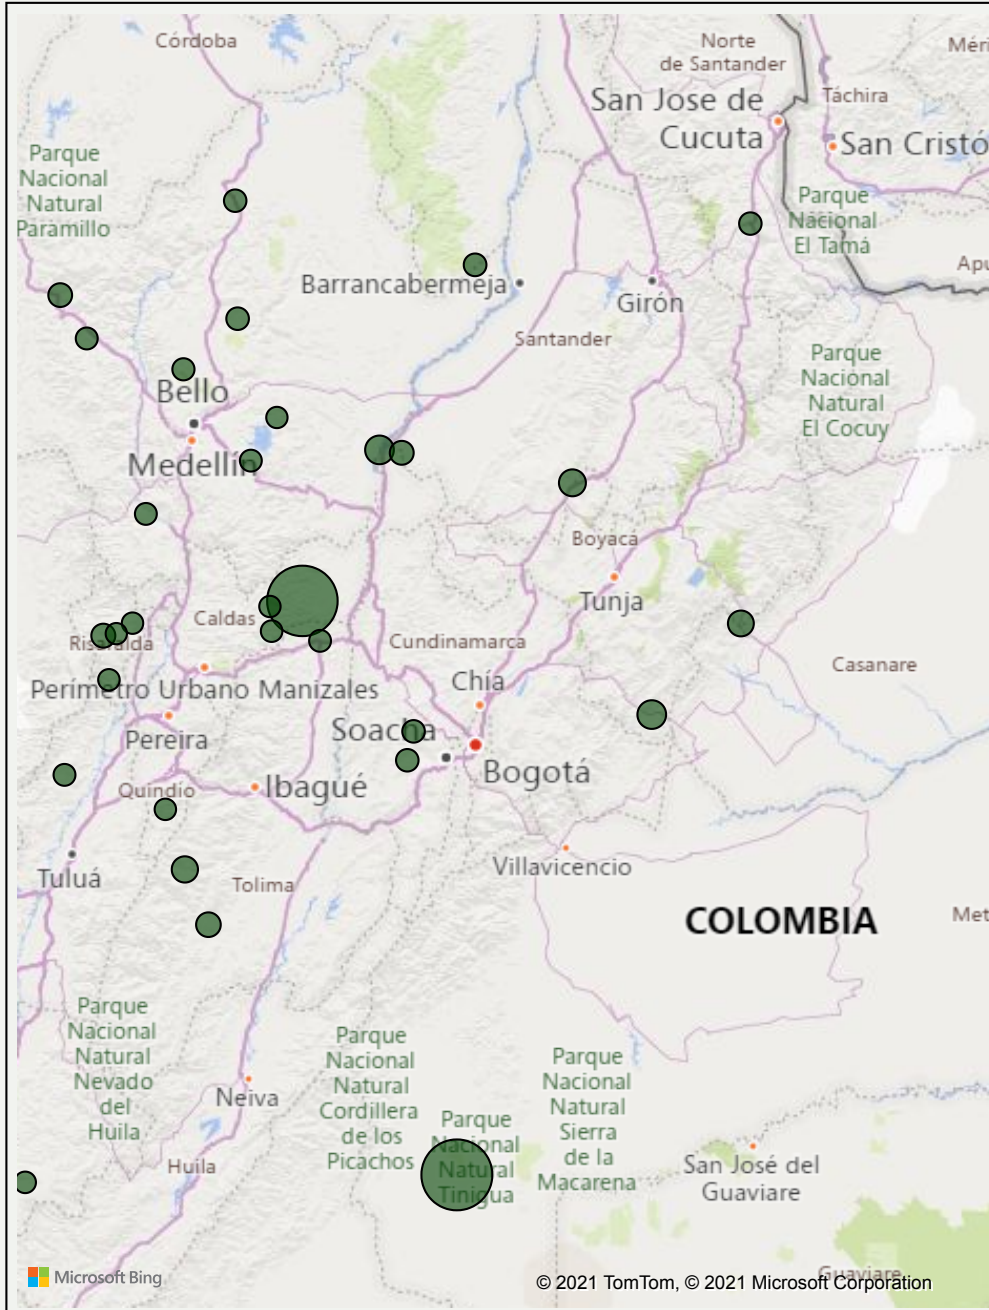 Córdoba
Norte
de Santander
Méri
San Jose de
Cucuta
Táchira
San Cristó
Parque
Nacional
Natural
Paramillo
Parque
Nacional
El Tamá
Apu
Barrancabermeja
Girón
Santander
Parque
Nacional
Natural
El Cocuy
Bello
Medellín
Boyaca
Tunja
Caldas
Risaralda
Cundinamarca
Casanare
Perímetro Urbano Manizales
Chía
Pereira
Soacha
Bogotá
Quindio
Ibagué
Villavicencio
Tuluá
Tolima
COLOMBIA
Met
Parque
Nacional
Natural
Nevado
del
Huila
Parque
Nacional
Natural
Cordillera
de los
Picachos
Parque
Nacional
Natural
Sierra
de la
Macarena
Neiva
Parque
Nacional
Natural
Tinigua
Huila
San José del
Guaviare
Guaviare
Microsoft Bing
© 2021 TomTom, © 2021 Microsoft Corporation